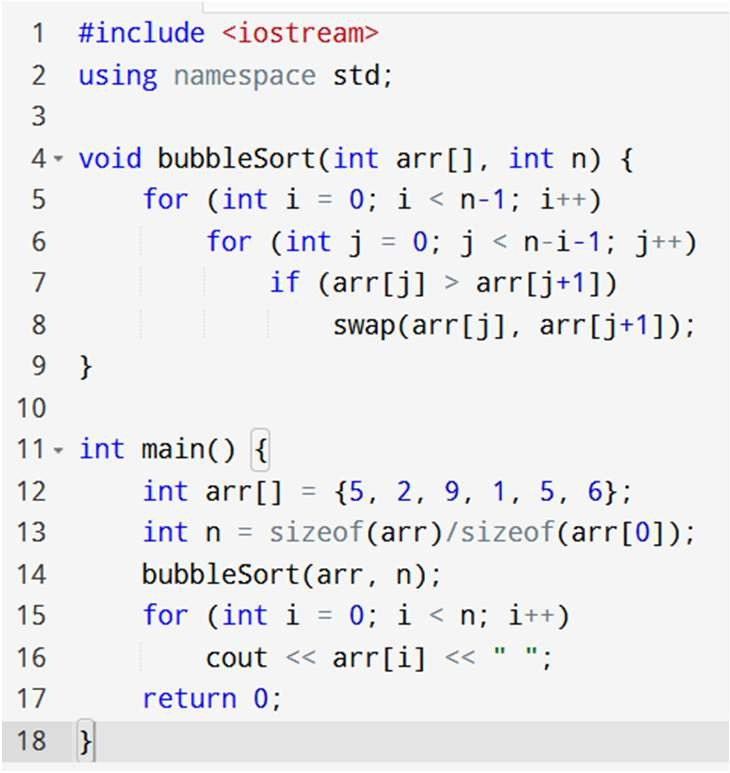 1 #include <iostream>
2 using namespace std;
3
4 void bubbleSort(int arr[], int n) {
5     for (int i = 0; i < n-1; i++)
6         for (int j = 0; j < n-i-1; j++)
7             if (arr[j] > arr[j+1])
8                 swap(arr[j], arr[j+1]);
9 }
10
11 int main() {
12     int arr[] = {5, 2, 9, 1, 5, 6};
13     int n = sizeof(arr)/sizeof(arr[0]);
14     bubbleSort(arr, n);
15     for (int i = 0; i < n; i++)
16         cout << arr[i] << " ";
17     return 0;
18 }